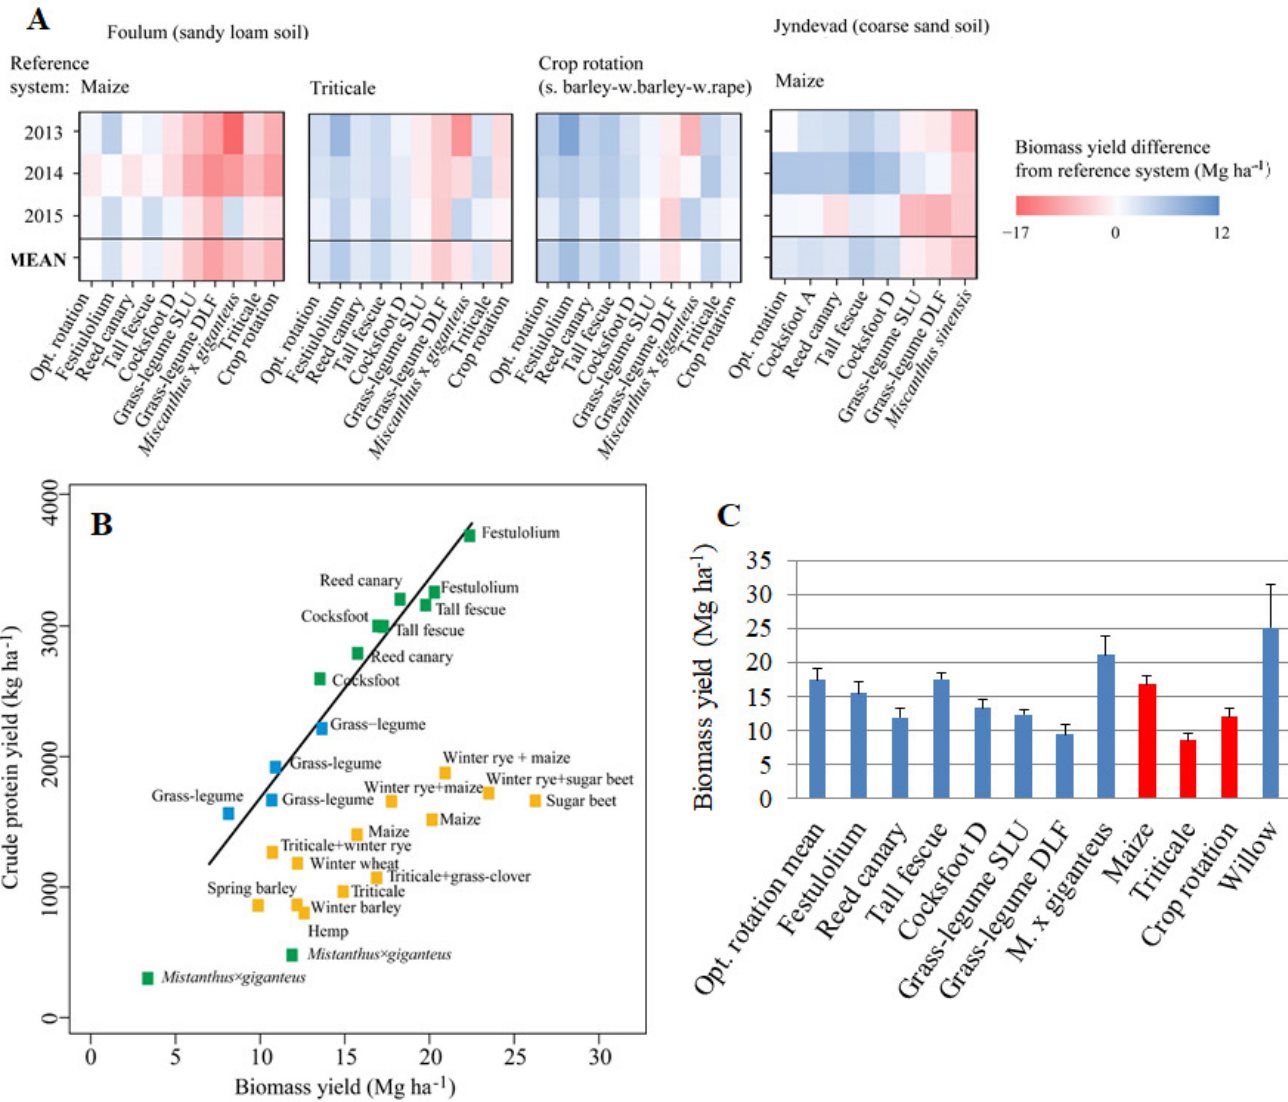 A
Foulum (sandy loam soil)
Jyndevad (coarse sand soil)
Reference
system: Maize
Triticale
Crop rotation
(s. barley-w.barley-w.rape)
Maize
2013
2014
2015
MEAN
Biomass yield difference
from reference system (Mg ha⁻¹)
−17 0 12
Opt. rotation
Festiulolium
Reed canary
Tall fescue
Cocksfoot D
Grass-legume SLU
Grass-legume DLF
Miscanthus x giganteus
Triticale
Crop rotation
Opt. rotation
Festiulolium
Reed canary
Tall fescue
Cocksfoot D
Grass-legume SLU
Grass-legume DLF
Miscanthus x giganteus
Triticale
Crop rotation
Opt. rotation
Festiulolium
Reed canary
Tall fescue
Cocksfoot D
Grass-legume SLU
Grass-legume DLF
Miscanthus x giganteus
Triticale
Crop rotation
Opt. rotation
Cocksfoot A
Reed canary
Tall fescue
Cocksfoot D
Grass-legume SLU
Grass-legume DLF
Miscanthus sinensis
B
Crude protein yield (kg ha⁻¹)
4000
3000
2000
1000
0
Festulolium
Reed canary
Festulolium
Tall fescue
Cocksfoot
Tall fescue
Reed canary
Cocksfoot
Grass−legume
Grass-legume
Winter rye + maize
Winter rye+sugar beet
Winter rye+maize
Grass-legume
Grass-legume
Sugar beet
Maize
Maize
Triticale+winter rye
Winter wheat
Triticale+grass-clover
Spring barley
Triticale
Winter barley
Hemp
Mistanthus×giganteus
Mistanthus×giganteus
0 5 10 15 20 25 30
Biomass yield (Mg ha⁻¹)
C
Biomass yield (Mg ha⁻¹)
35
30
25
20
15
10
5
0
Opt. rotation mean
Festulolium
Reed canary
Tall fescue
Cocksfoot D
Grass-legume SLU
Grass-legume DLF
M. x giganteus
Maize
Triticale
Crop rotation
Willow